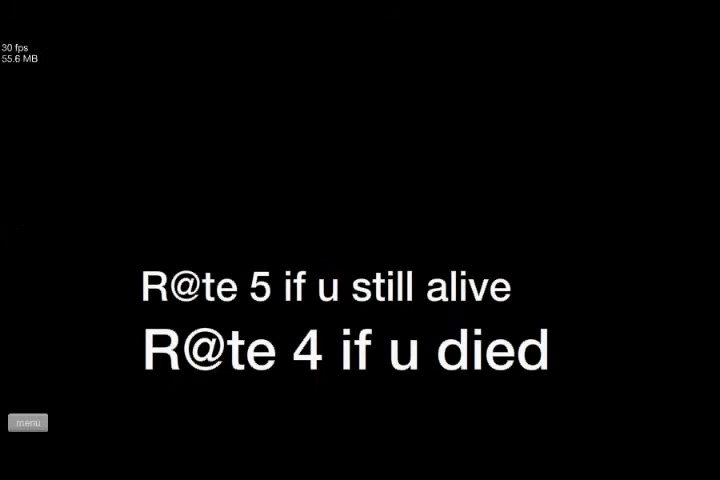 30 fps
55.6 MB
R@te 5 if u still alive
R@te 4 if u died
menu